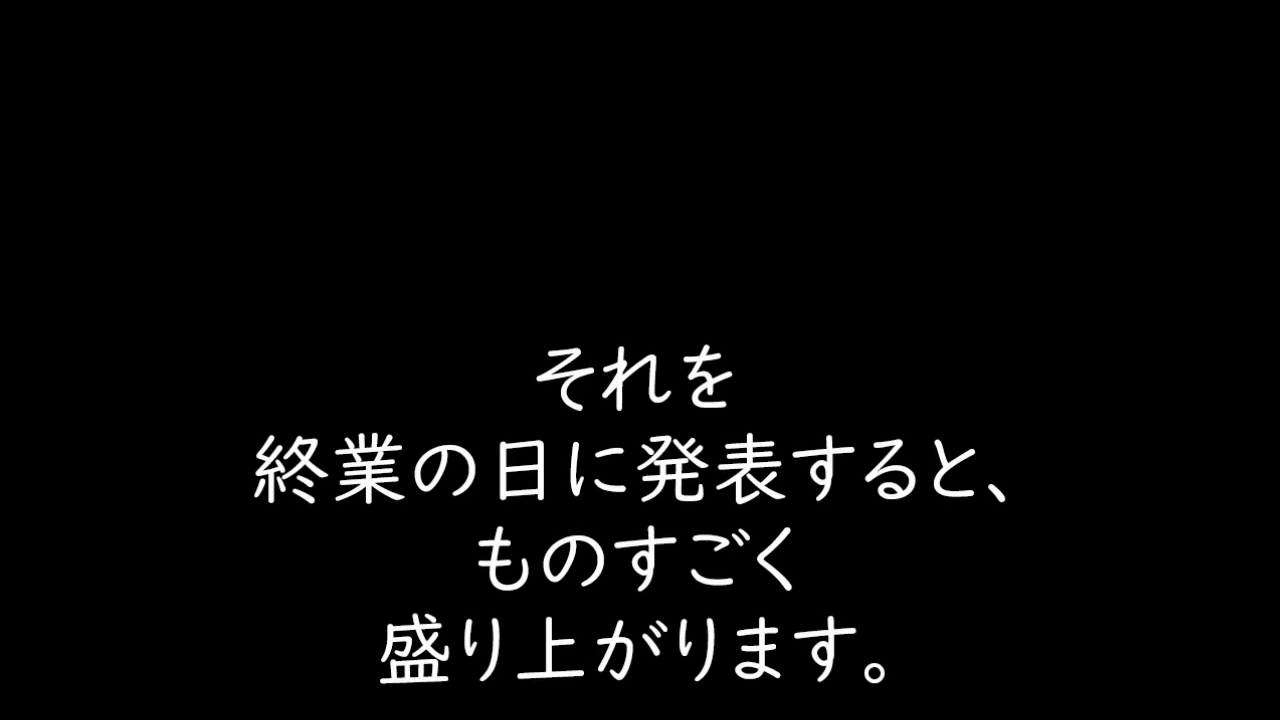 それを
終業の日に発表すると、
ものすごく
盛り上がります。